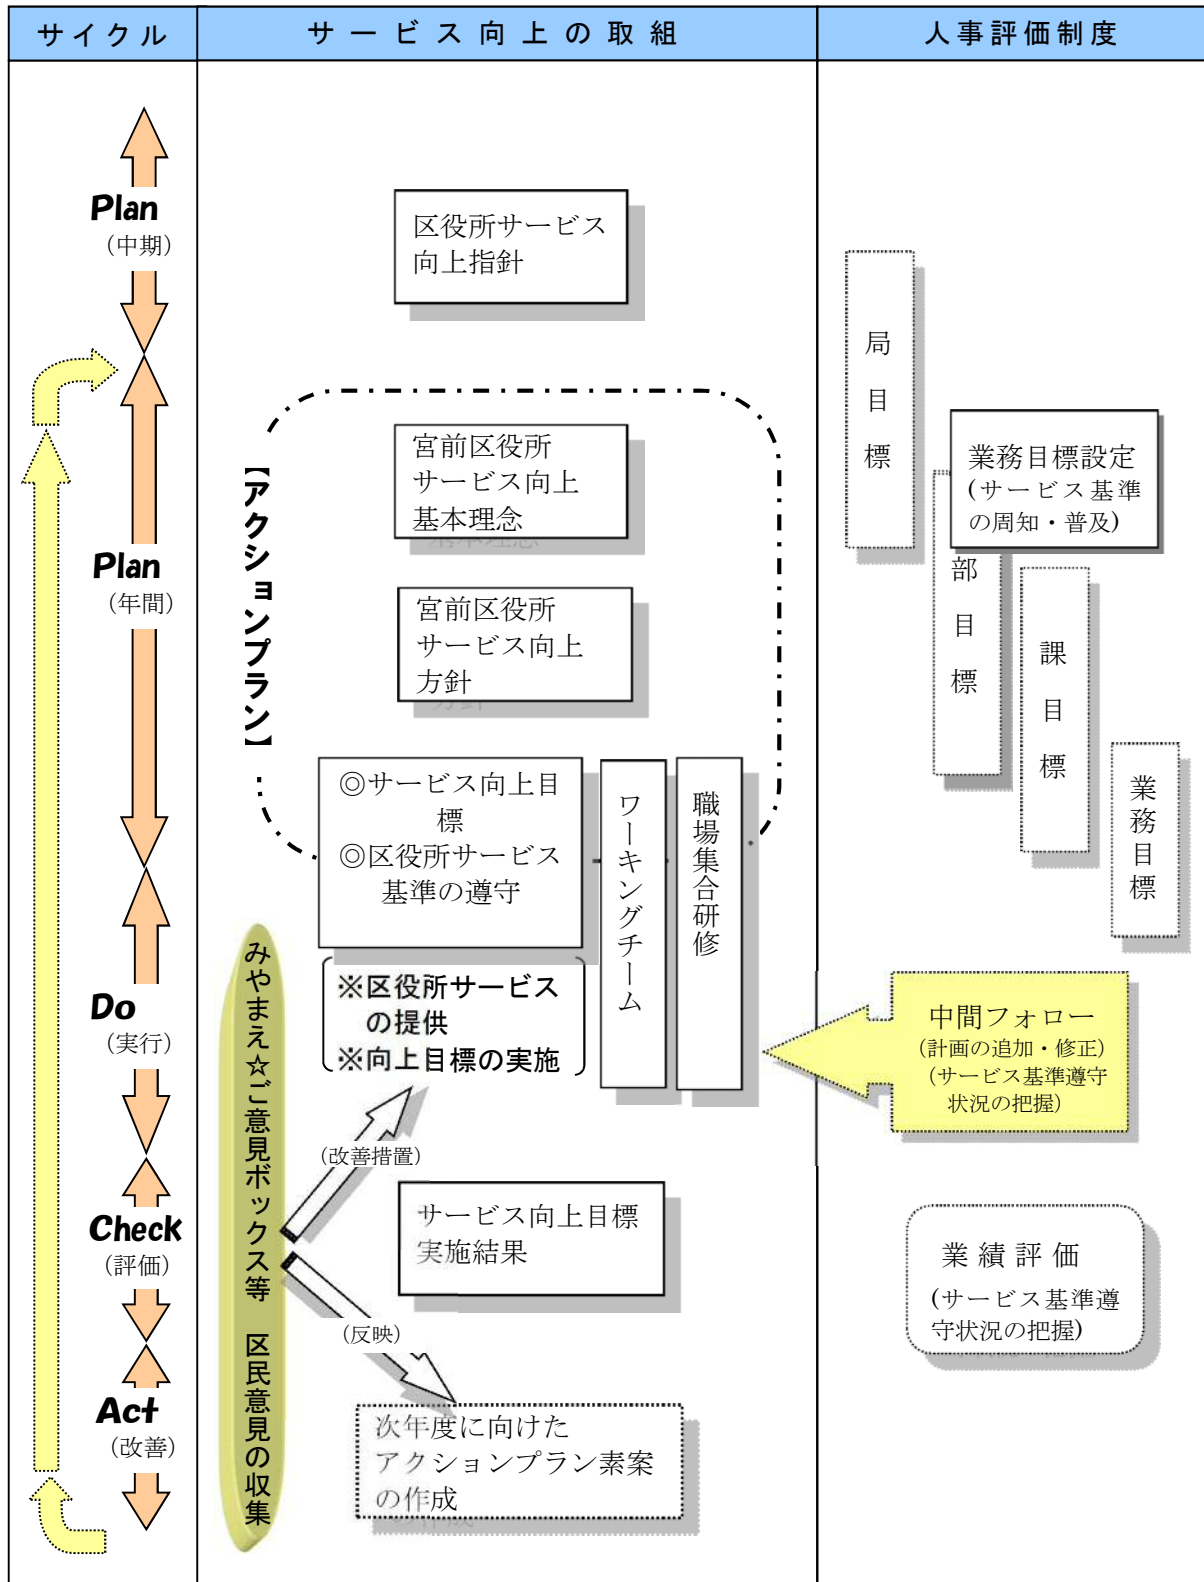 サイクル
サービス向上の取組
人事評価制度
Plan
（中期）
Plan
（年間）
Do
（実行）
Check
（評価）
Act
（改善）
区役所サービス
向上指針
【アクションプラン】
宮前区役所
サービス向上
基本理念
宮前区役所
サービス向上
方針
◎サービス向上目
標
◎区役所サービス
基準の遵守
ワーキングチーム
職場集合研修
※区役所サービス
の提供
※向上目標の実施
みやまえ☆ご意見ボックス等　区民意見の収集
（改善措置）
サービス向上目標
実施結果
（反映）
次年度に向けた
アクションプラン素案
の作成
局目標
業務目標設定
(サービス基準
の周知・普及)
部目標
課目標
業務目標
中間フォロー
（計画の追加・修正）
（サービス基準遵守
状況の把握）
業績評価
(サービス基準遵
守状況の把握)